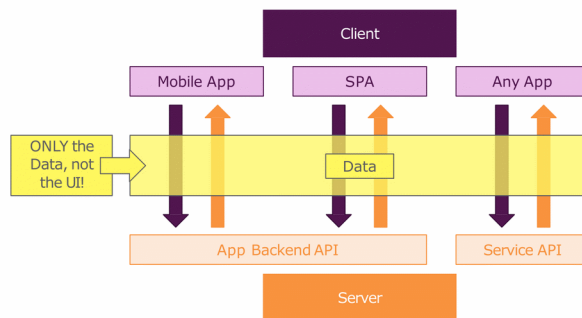 Client
Mobile App
SPA
Any App
ONLY the
Data, not
the UI!
Data
App Backend API
Service API
Server